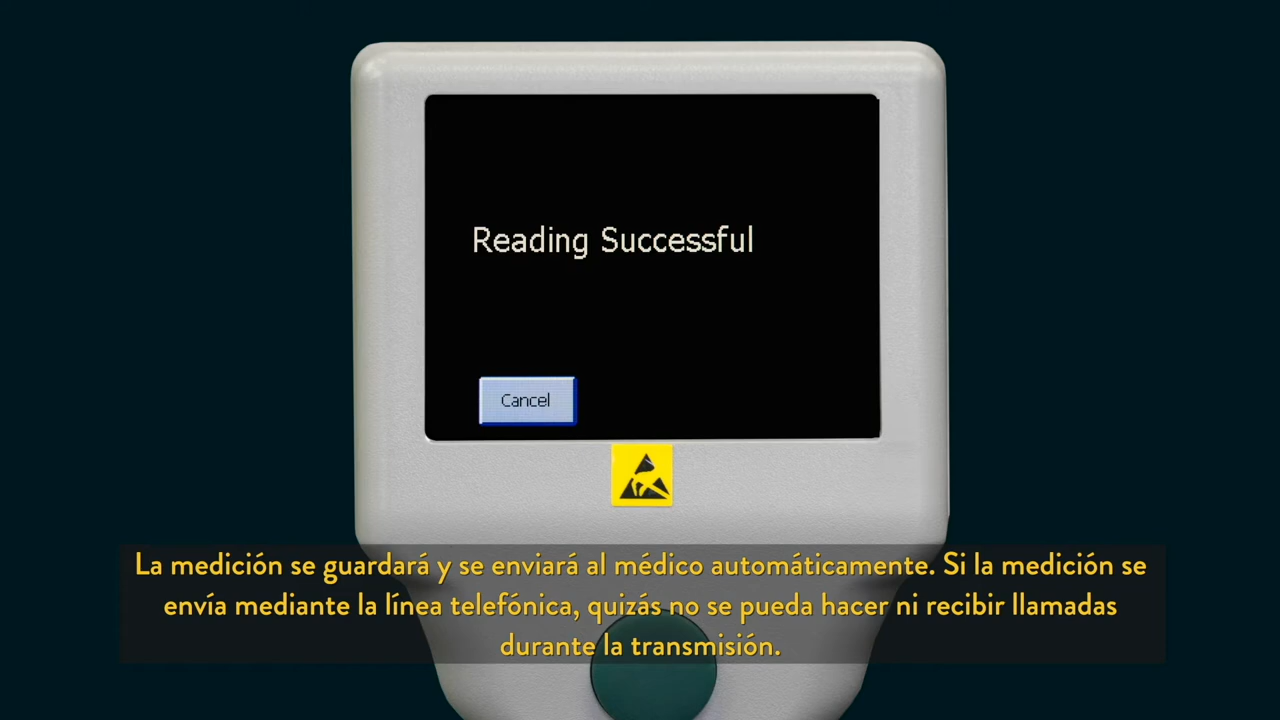 Reading Successful
Cancel
La medición se guardará y se enviará al médico automáticamente. Si la medición se
envía mediante la línea telefónica, quizás no se pueda hacer ni recibir llamadas
durante la transmisión.